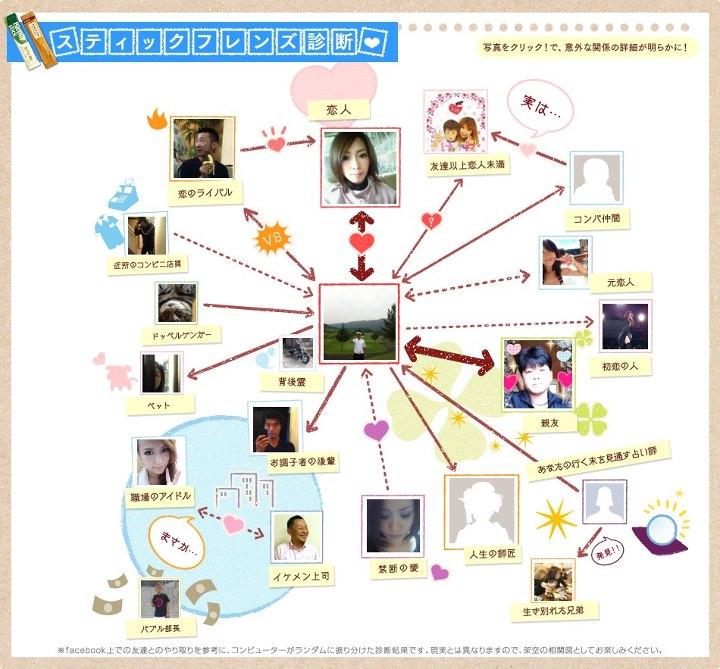 スティックフレンズ診断
写真をクリック！で、意外な関係の詳細が明らかに！
恋人
実は…
恋のライバル
友達以上恋人未満
コンパ仲間
VS
?
近所のコンビニ店員
元恋人
ドッペルゲンガー
初恋の人
背後霊
ペット
親友
お調子者の後輩
あなたの行く末を見通す占い師
職場のアイドル
まさか…
イケメン上司
禁断の愛
人生の師匠
発見!!
生き別れた兄弟
バブル部長
※facebook上での友達とのやり取りを参考に、コンピューターがランダムに振り分けた診断結果です。現実とは異なりますので、架空の相関図としてお楽しみください。